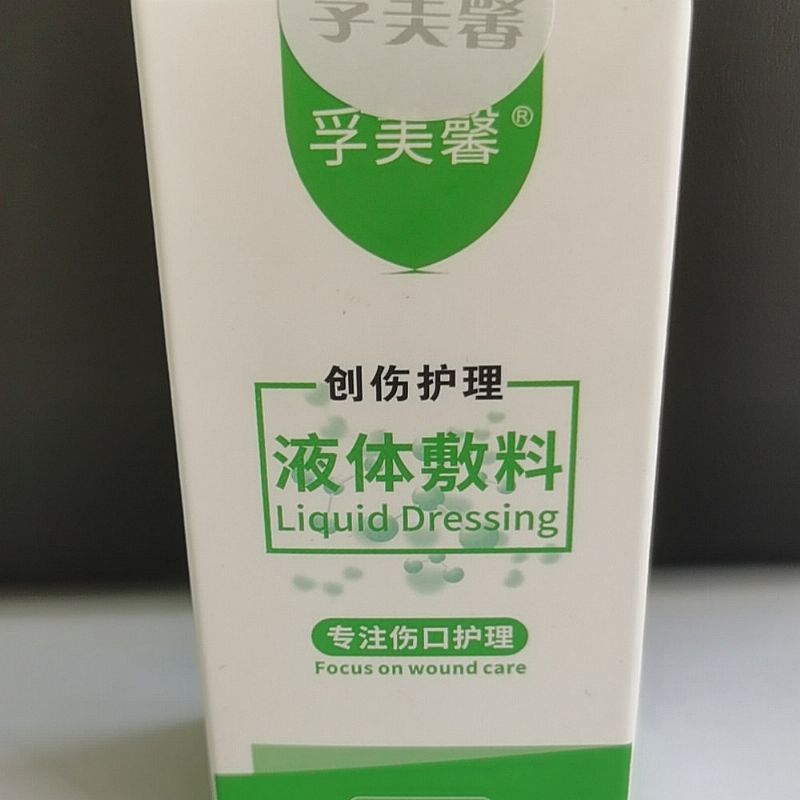 孚美馨
孚美馨®
创伤护理
液体敷料
Liquid Dressing
专注伤口护理
Focus on wound care